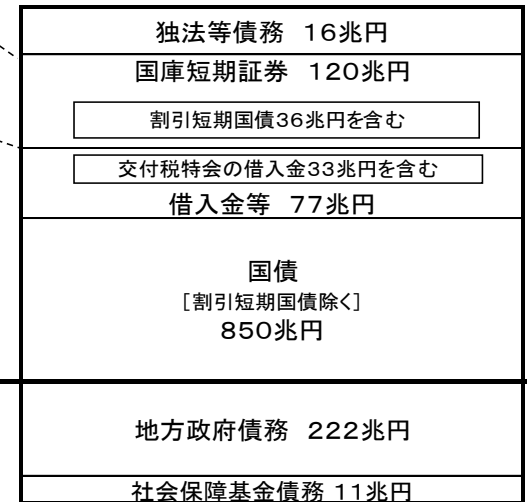 独法等債務 16兆円
国庫短期証券 120兆円
割引短期国債36兆円を含む
交付税特会の借入金33兆円を含む
借入金等 77兆円
国債
[割引短期国債除く]
850兆円
地方政府債務 222兆円
社会保障基金債務 11兆円